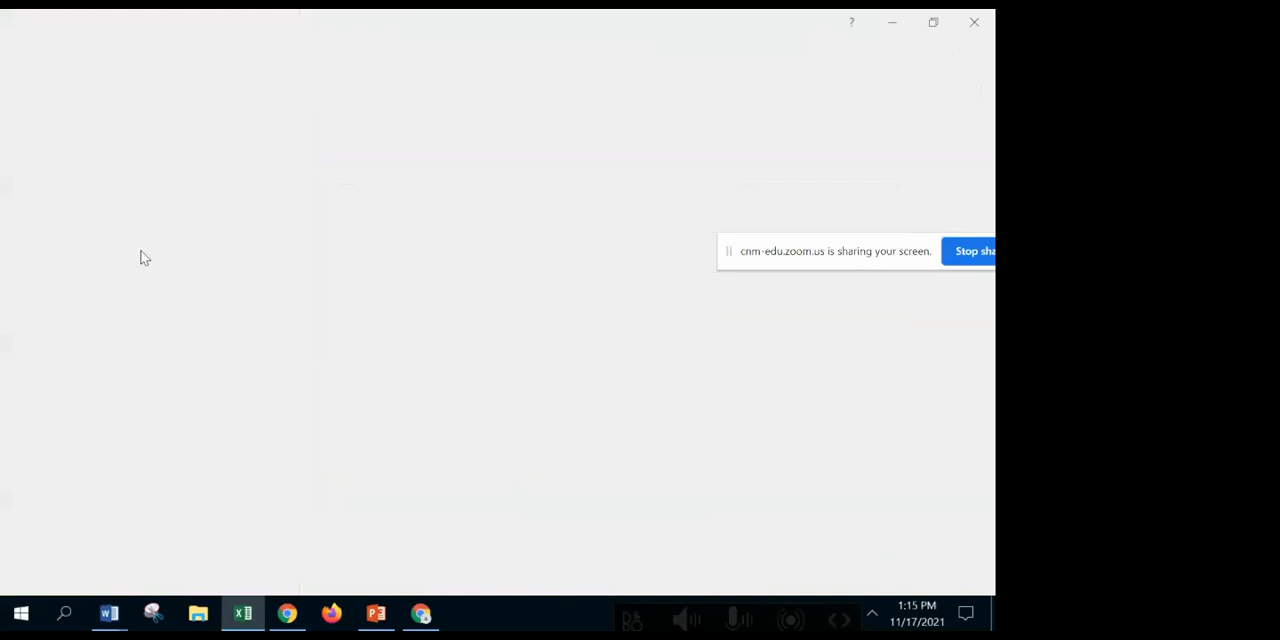 ?
cnm-edu.zoom.us is sharing your screen.
Stop sha
1:15 PM
11/17/2021